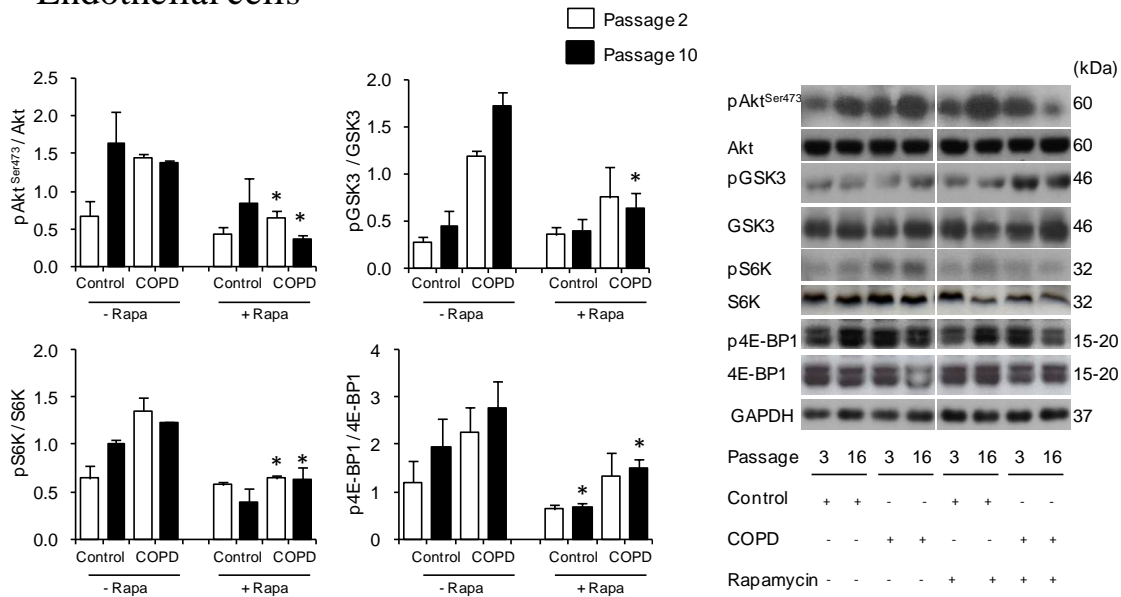 Endothelial cells
Passage 2
Passage 10
pAkt Ser473 / Akt
2.5
2.0
1.5
1.0
0.5
0.0
* *
Control COPD Control COPD
- Rapa + Rapa
pGSK3 / GSK3
2.0
1.5
1.0
0.5
0.0
*
Control COPD Control COPD
- Rapa + Rapa
pS6K / S6K
2.0
1.5
1.0
0.5
0.0
* *
Control COPD Control COPD
- Rapa + Rapa
p4E-BP1 / 4E-BP1
4
3
2
1
0
* *
Control COPD Control COPD
- Rapa + Rapa
(kDa)
pAktSer473 60
Akt 60
pGSK3 46
GSK3 46
pS6K 32
S6K 32
p4E-BP1 15-20
4E-BP1 15-20
GAPDH 37
Passage 3 16 3 16 3 16 3 16
Control + + - - + + - -
COPD - - + + - - + +
Rapamycin - - - - + + + +